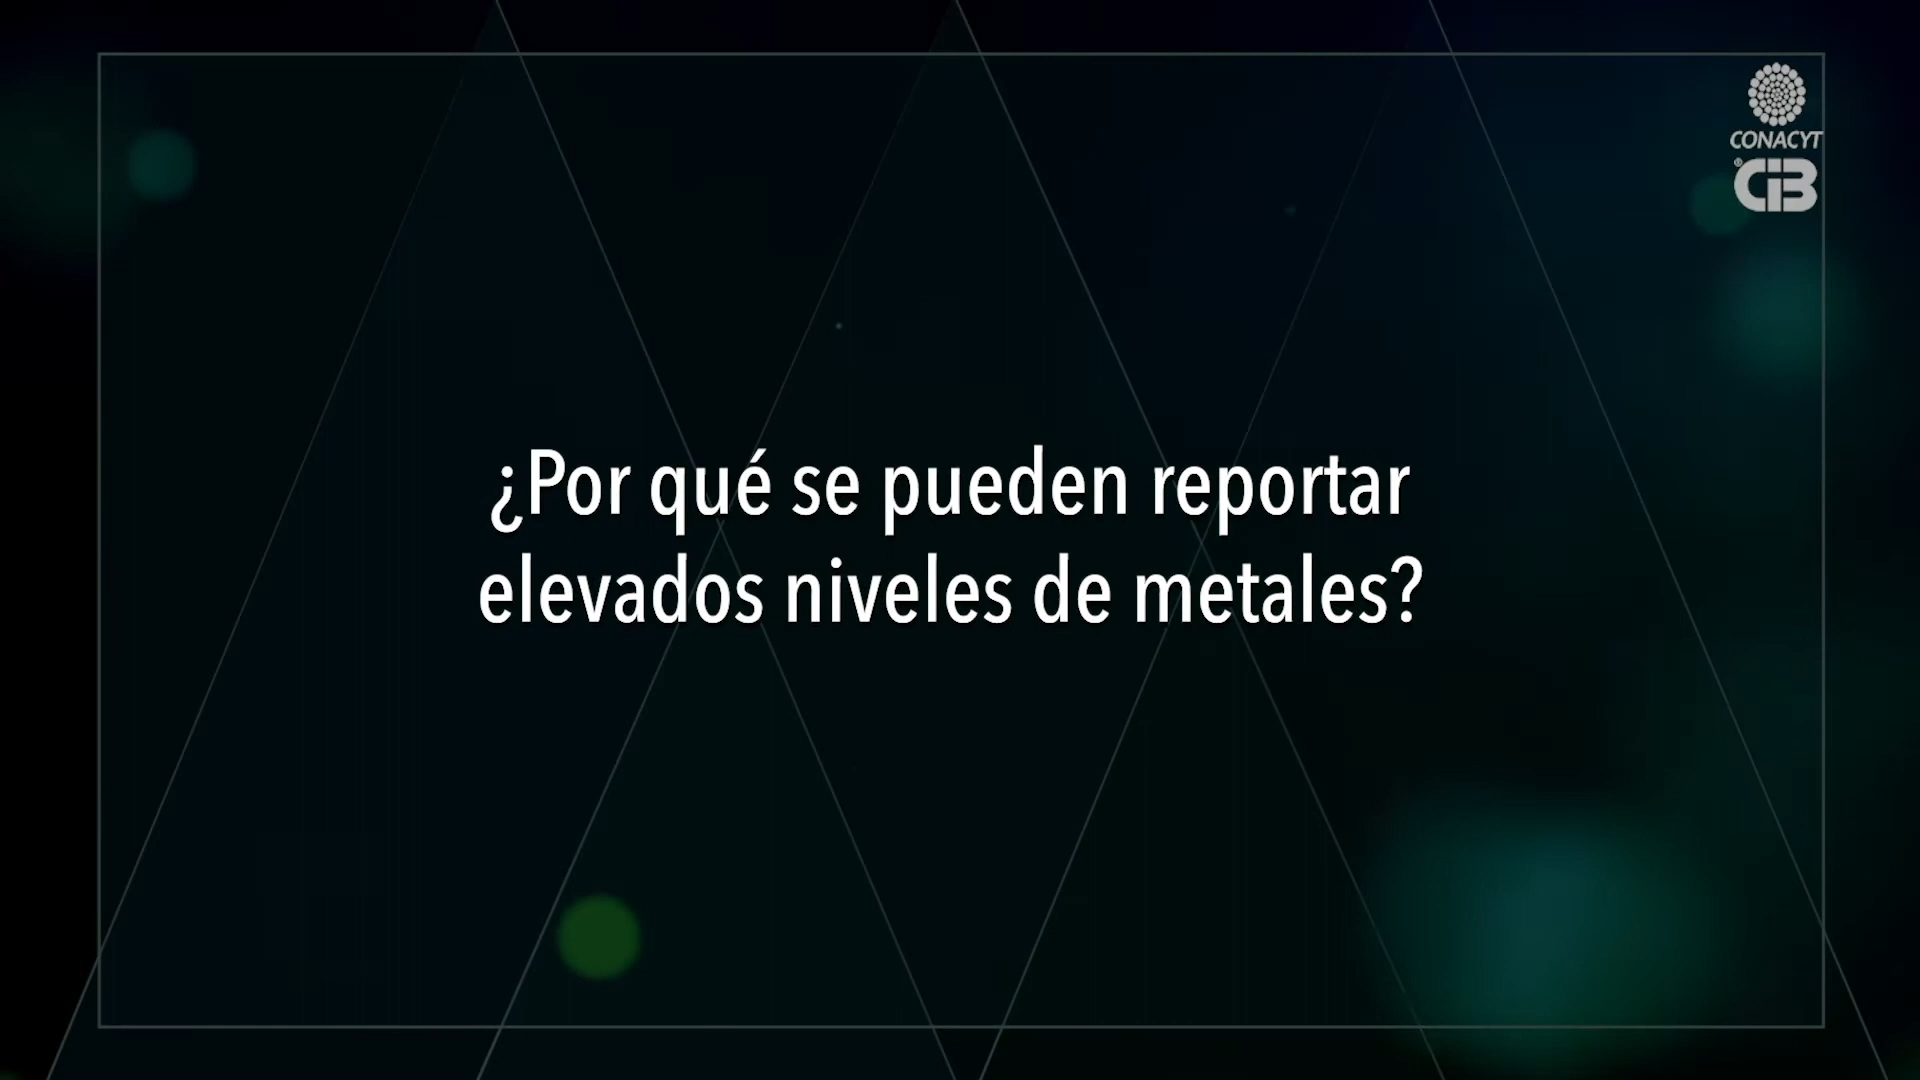 CONACYT
® CIB
¿Por qué se pueden reportar
elevados niveles de metales?